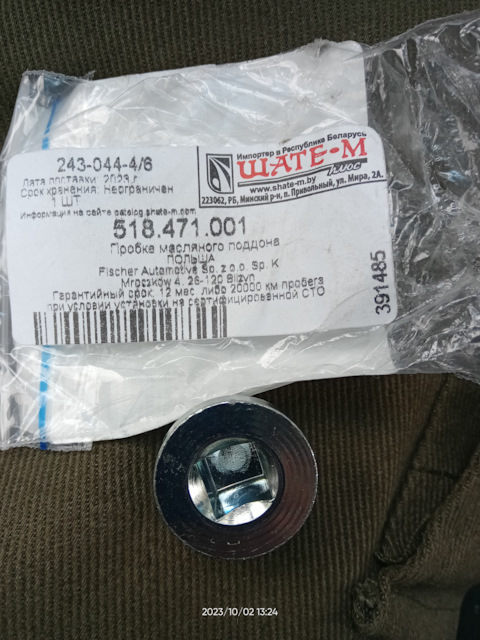 243-044-4/6
Дата поставки: 2023 г
Срок хранения: Неограничен
1 ШТ
Информация на сайте catalog.shate-m.com
Импортер в Республике Беларусь
ШАТЕ-М
плюс
www.shate-m.by
223062, РБ, Минский р-н, п. Привольный, ул. Мира, 2А.
518.471.001
Пробка масляного поддона
ПОЛЬША
Fischer Automotive Sp. z o.o. Sp. K
Mroczków 4, 26-120 Bliżyn
Гарантийный срок: 12 мес. либо 20000 км пробега
при условии установки на сертифицированной СТО
391485
2023/10/02 13:24